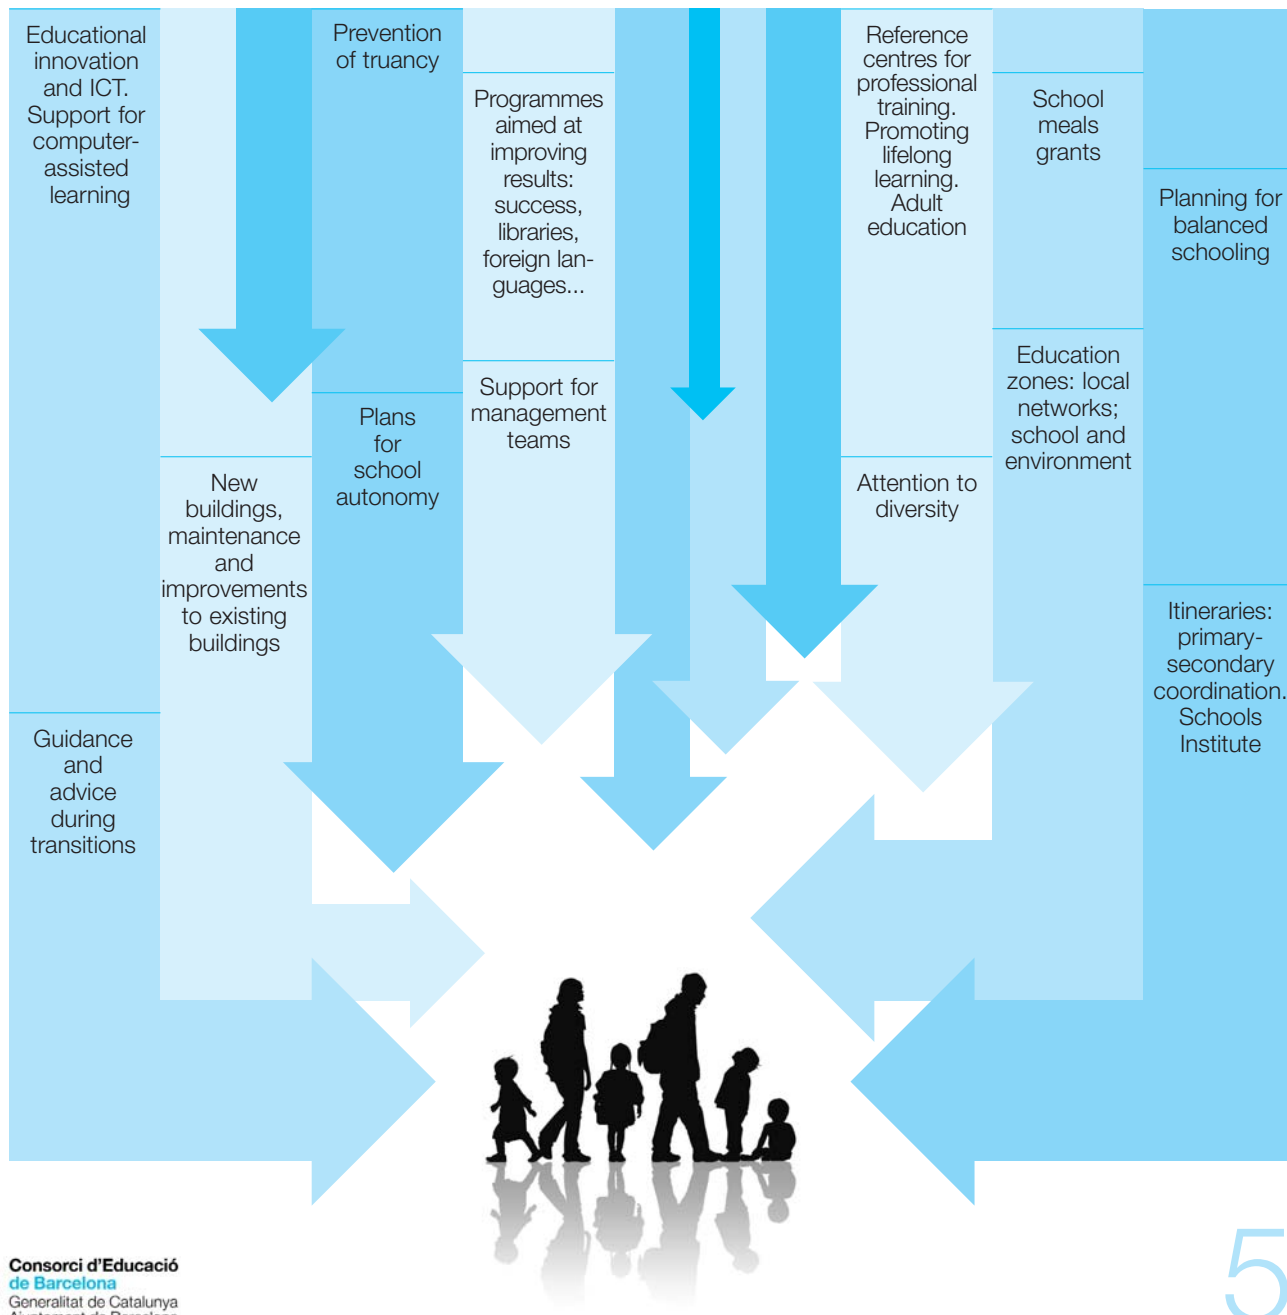 Educational
innovation
and ICT.
Support for
computer-
assisted
learning
Guidance
and
advice
during
transitions
New
buildings,
maintenance
and
improvements
to existing
buildings
Prevention
of truancy
Plans
for
school
autonomy
Programmes
aimed at
improving
results:
success,
libraries,
foreign lan-
guages...
Support for
management
teams
Reference
centres for
professional
training.
Promoting
lifelong
learning.
Adult
education
Attention to
diversity
School
meals
grants
Education
zones: local
networks;
school and
environment
Planning for
balanced
schooling
Itineraries:
primary-
secondary
coordination.
Schools
Institute
Consorci d'Educació
de Barcelona
Generalitat de Catalunya
Ajuntament de Barcelona
5